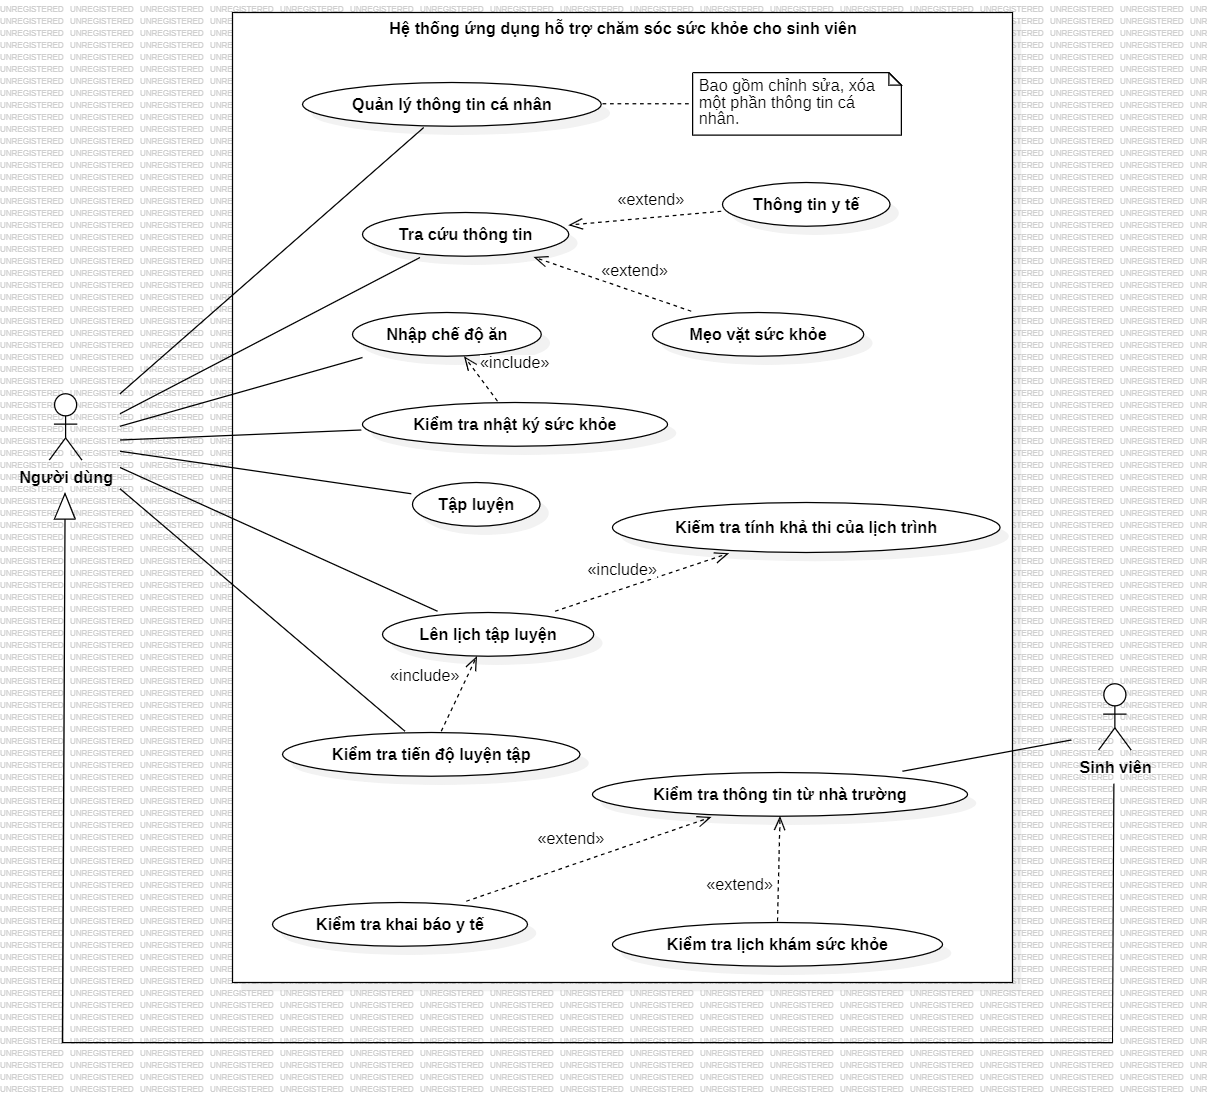 Hệ thống ứng dụng hỗ trợ chăm sóc sức khỏe cho sinh viên
Quản lý thông tin cá nhân
Bao gồm chỉnh sửa, xóa
một phần thông tin cá
nhân.
«extend»
Thông tin y tế
Tra cứu thông tin
«extend»
Nhập chế độ ăn
Mẹo vặt sức khỏe
«include»
Kiểm tra nhật ký sức khỏe
Người dùng
Tập luyện
Kiểm tra tính khả thi của lịch trình
«include»
Lên lịch tập luyện
«include»
Kiểm tra tiến độ luyện tập
Sinh viên
Kiểm tra thông tin từ nhà trường
«extend»
«extend»
Kiểm tra khai báo y tế
Kiểm tra lịch khám sức khỏe
UNREGISTERED